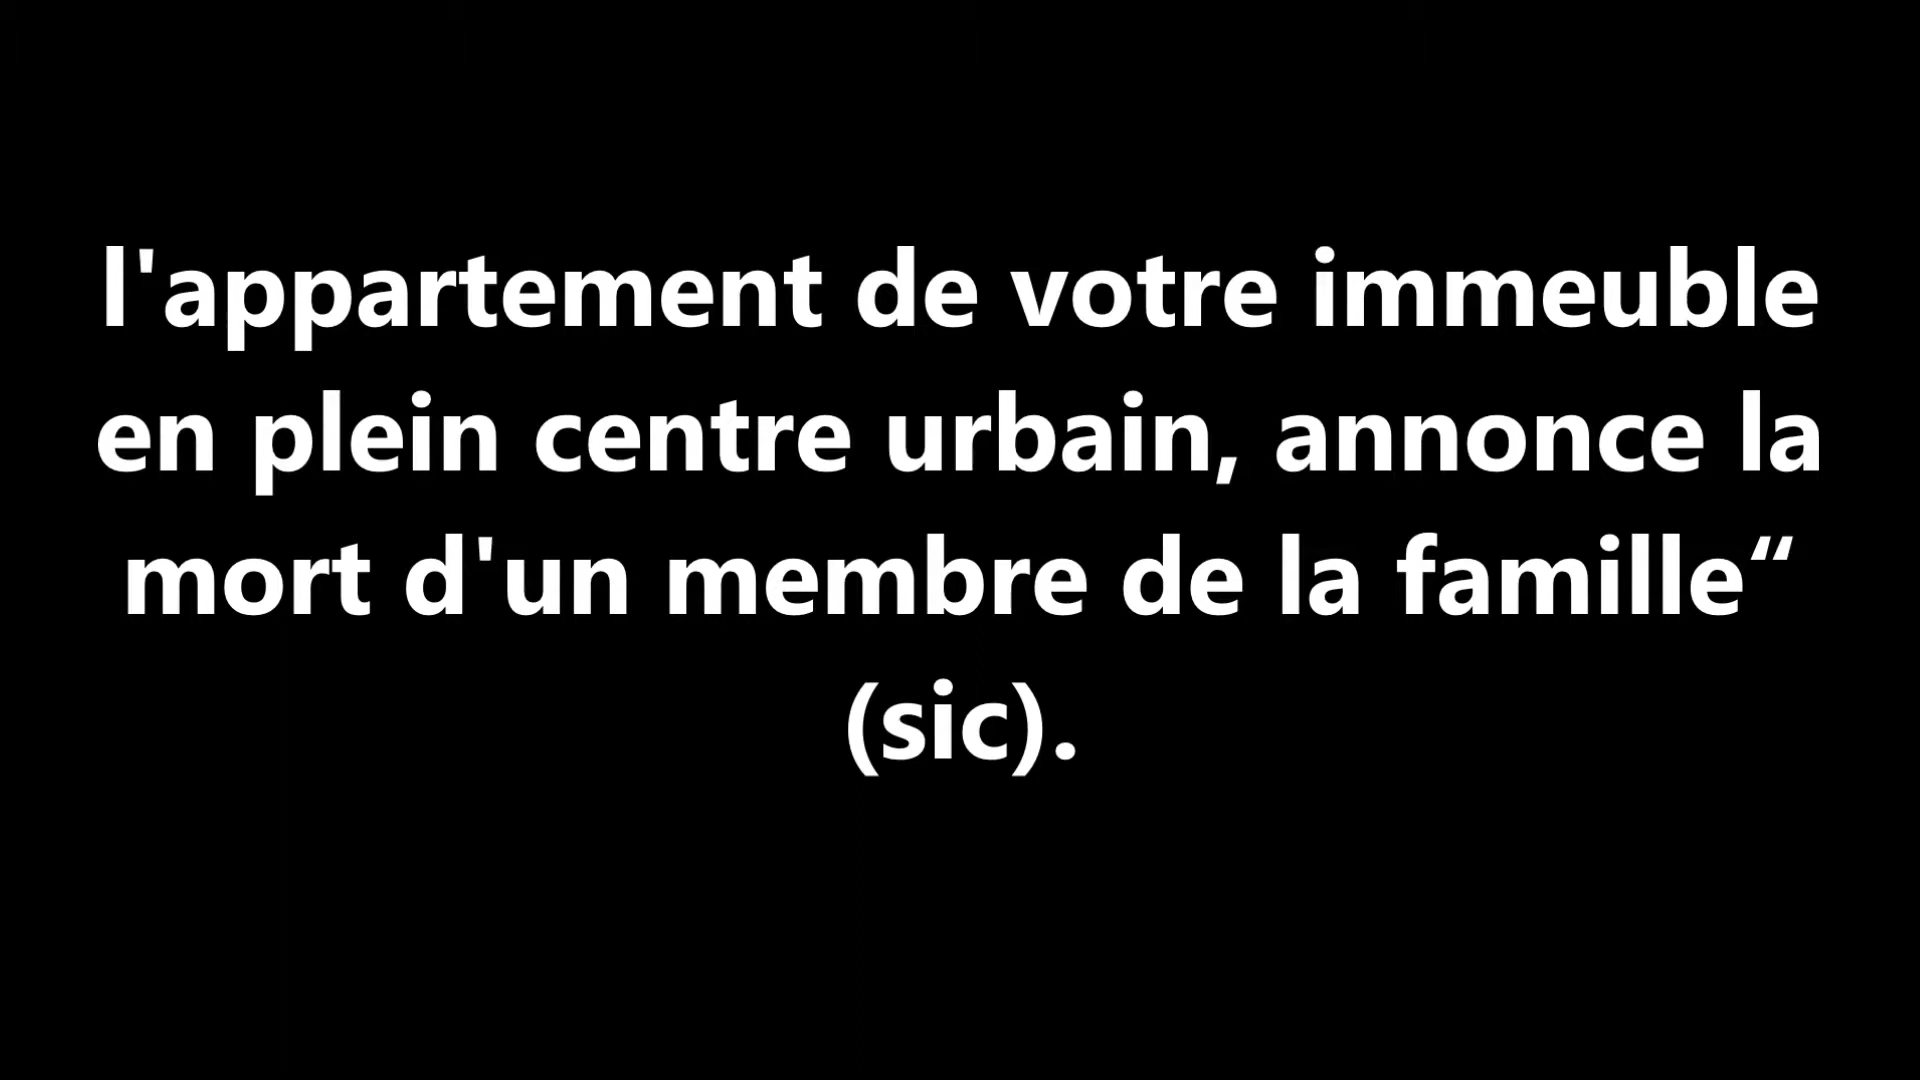 l'appartement de votre immeuble
en plein centre urbain, annonce la
mort d'un membre de la famille“
(sic).